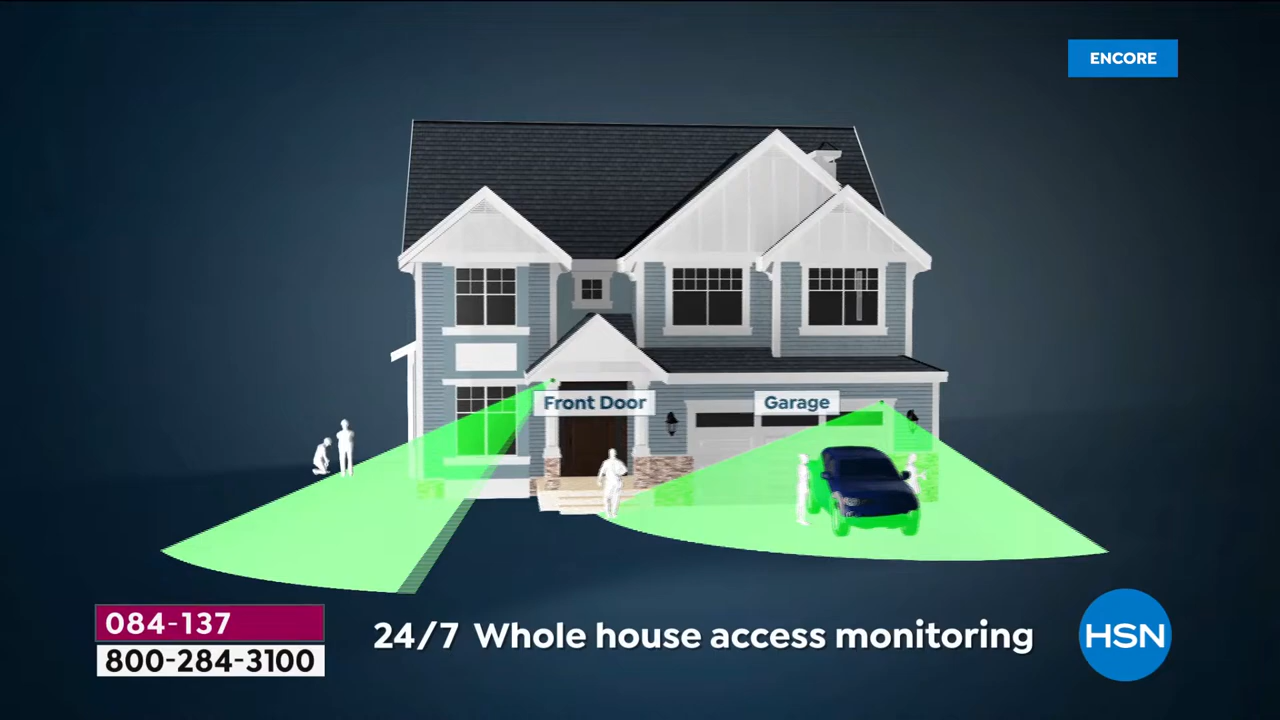 ENCORE
Front Door
Garage
084-137
800-284-3100
24/7 Whole house access monitoring
HSN